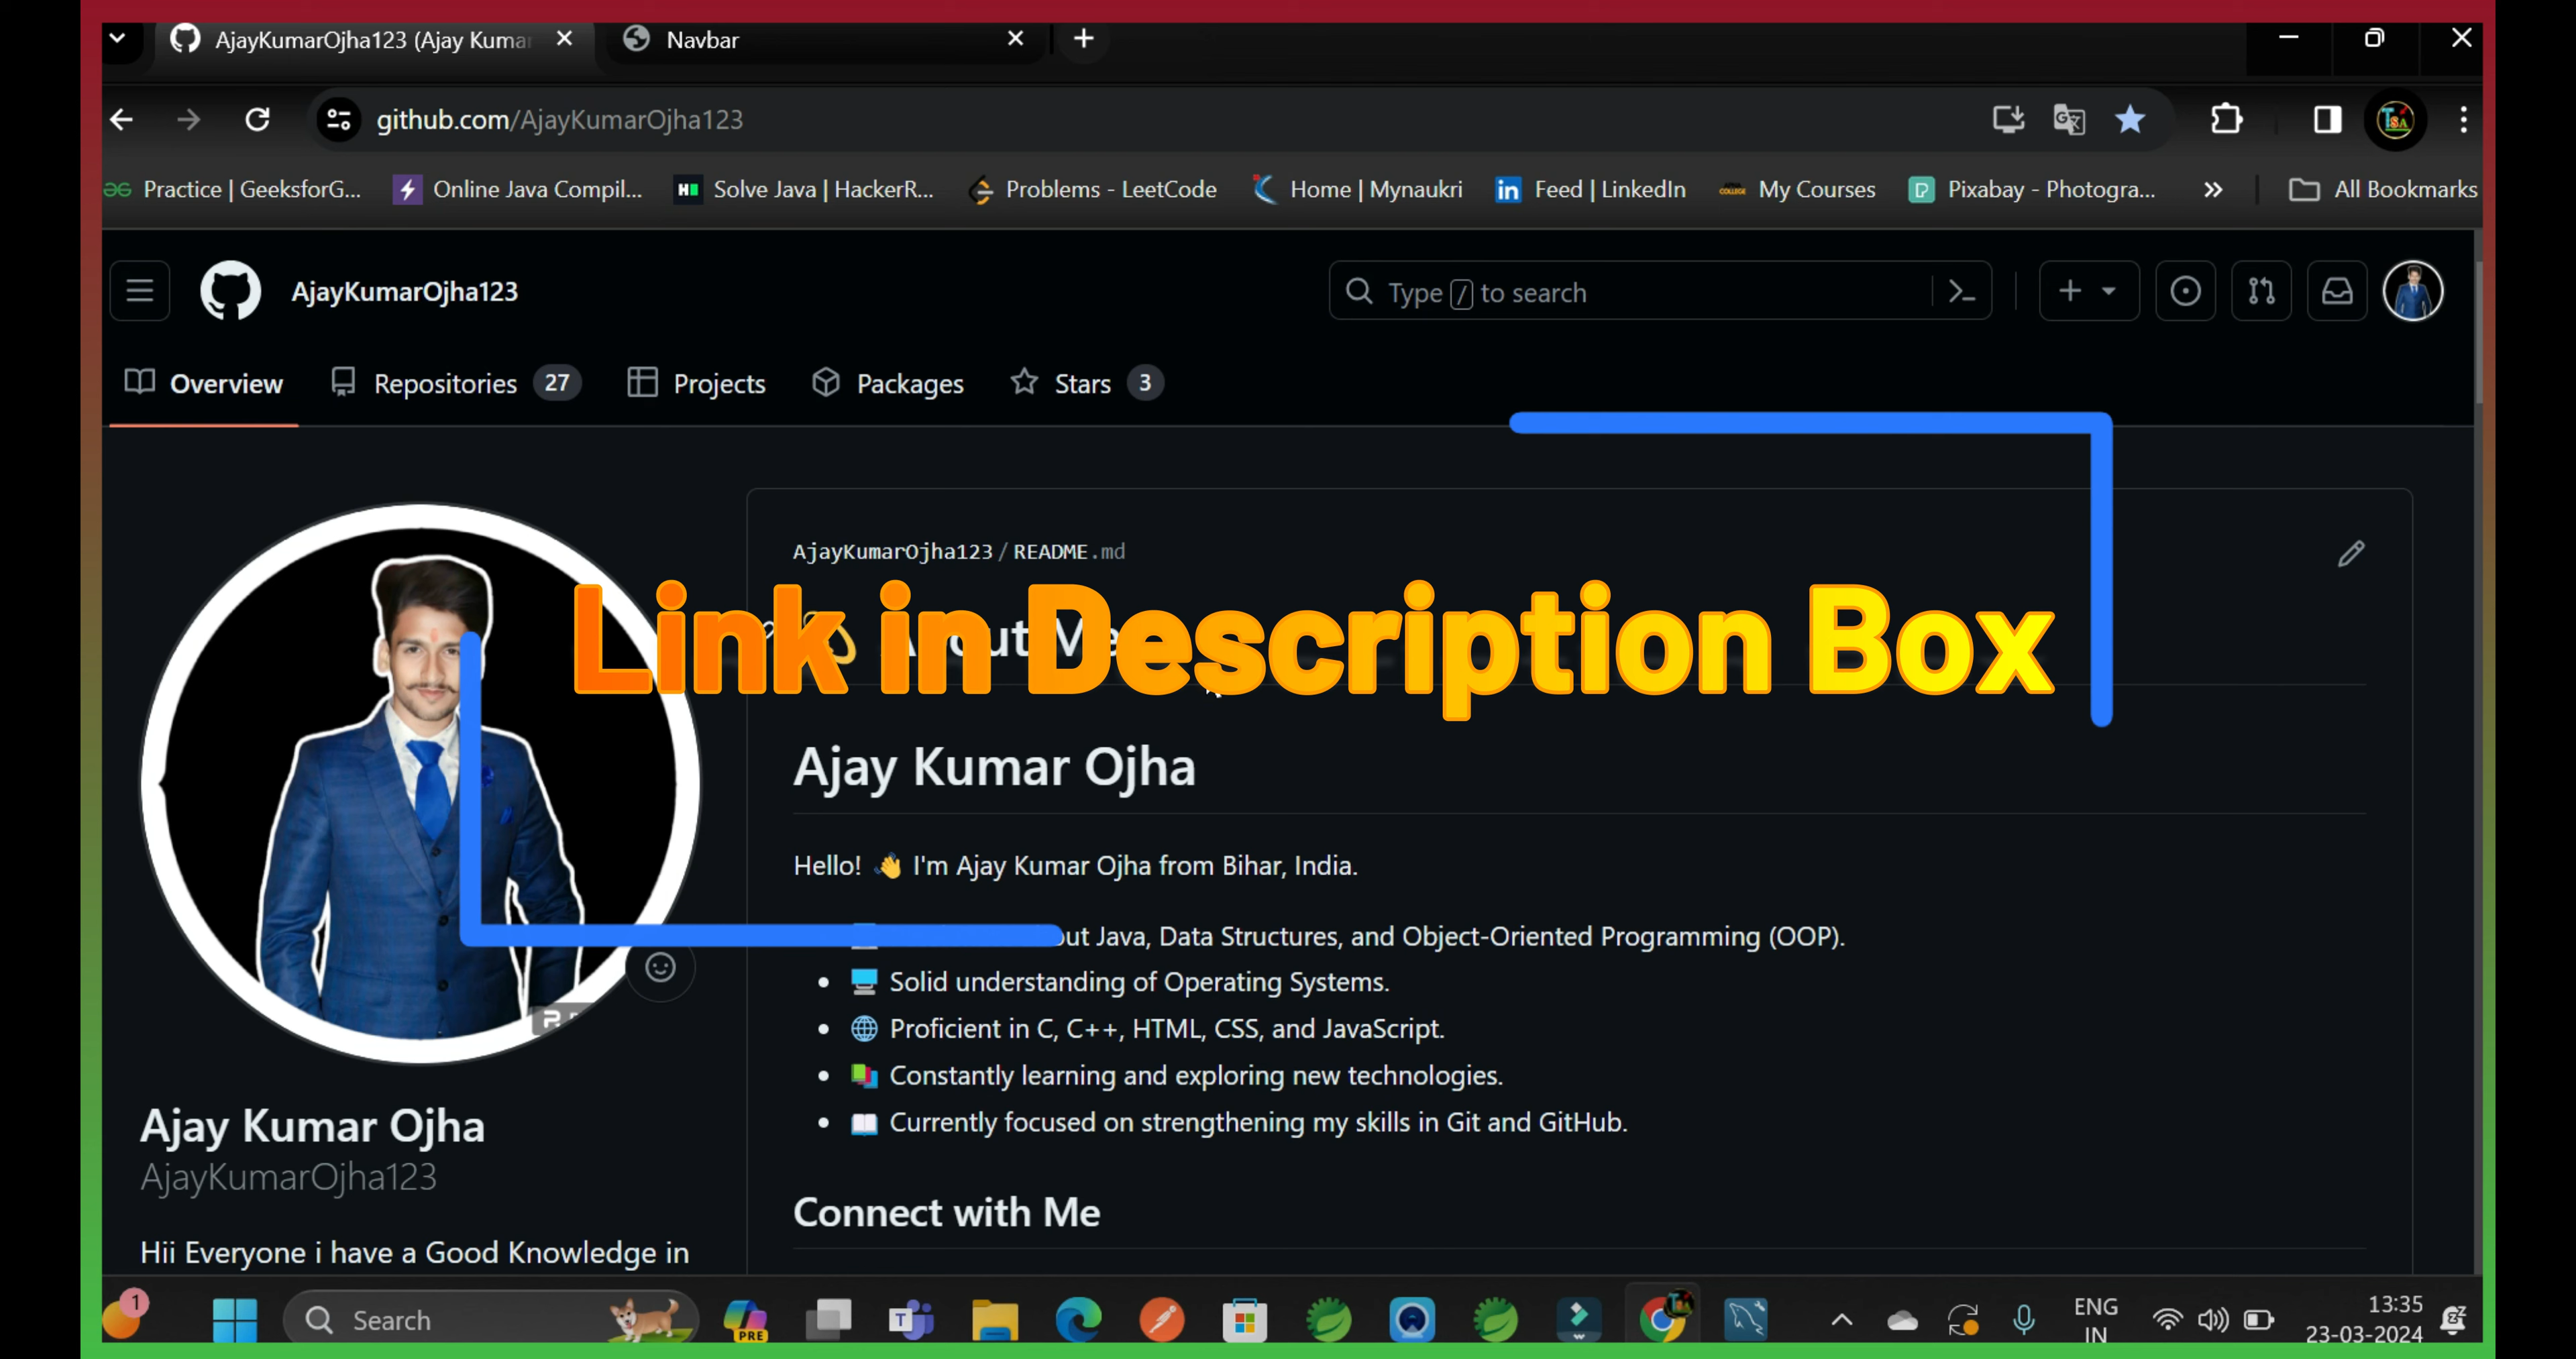 AjayKumarOjha123 (Ajay Kumar
Navbar
github.com/AjayKumarOjha123
Practice | GeeksforG...
Online Java Compil...
Solve Java | HackerR...
Problems - LeetCode
Home | Mynaukri
Feed | LinkedIn
My Courses
Pixabay - Photogra...
All Bookmarks
AjayKumarOjha123
Type / to search
Overview
Repositories 27
Projects
Packages
Stars 3
AjayKumarOjha123 / README.md
About Me
Link in Description Box
Ajay Kumar Ojha
Hello! 👋 I'm Ajay Kumar Ojha from Bihar, India.
Java, Data Structures, and Object-Oriented Programming (OOP).
Solid understanding of Operating Systems.
Proficient in C, C++, HTML, CSS, and JavaScript.
Constantly learning and exploring new technologies.
Currently focused on strengthening my skills in Git and GitHub.
Connect with Me
Ajay Kumar Ojha
AjayKumarOjha123
Hii Everyone i have a Good Knowledge in
1
Search
PRE
ENG
IN
13:35
23-03-2024